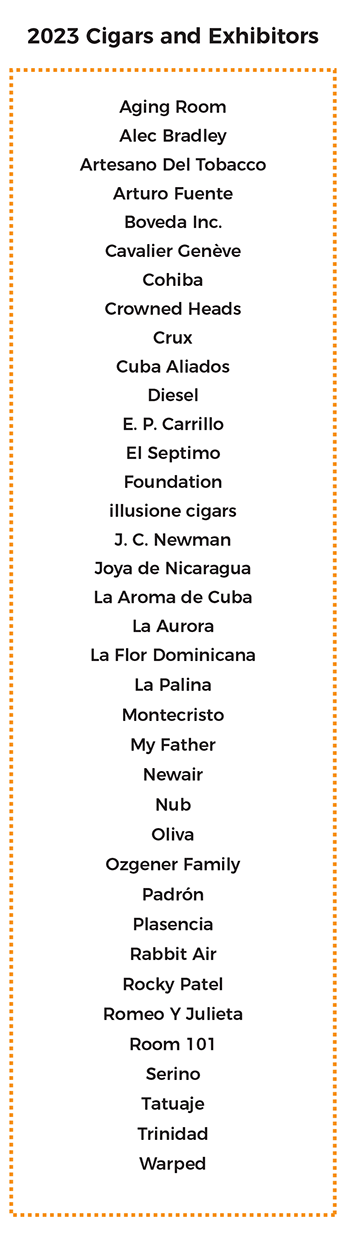 2023 Cigars and Exhibitors
Aging Room
Alec Bradley
Artesano Del Tobacco
Arturo Fuente
Boveda Inc.
Cavalier Genève
Cohiba
Crowned Heads
Crux
Cuba Aliados
Diesel
E. P. Carrillo
El Septimo
Foundation
illusione cigars
J. C. Newman
Joya de Nicaragua
La Aroma de Cuba
La Aurora
La Flor Dominicana
La Palina
Montecristo
My Father
Newair
Nub
Oliva
Ozgener Family
Padrón
Plasencia
Rabbit Air
Rocky Patel
Romeo Y Julieta
Room 101
Serino
Tatuaje
Trinidad
Warped